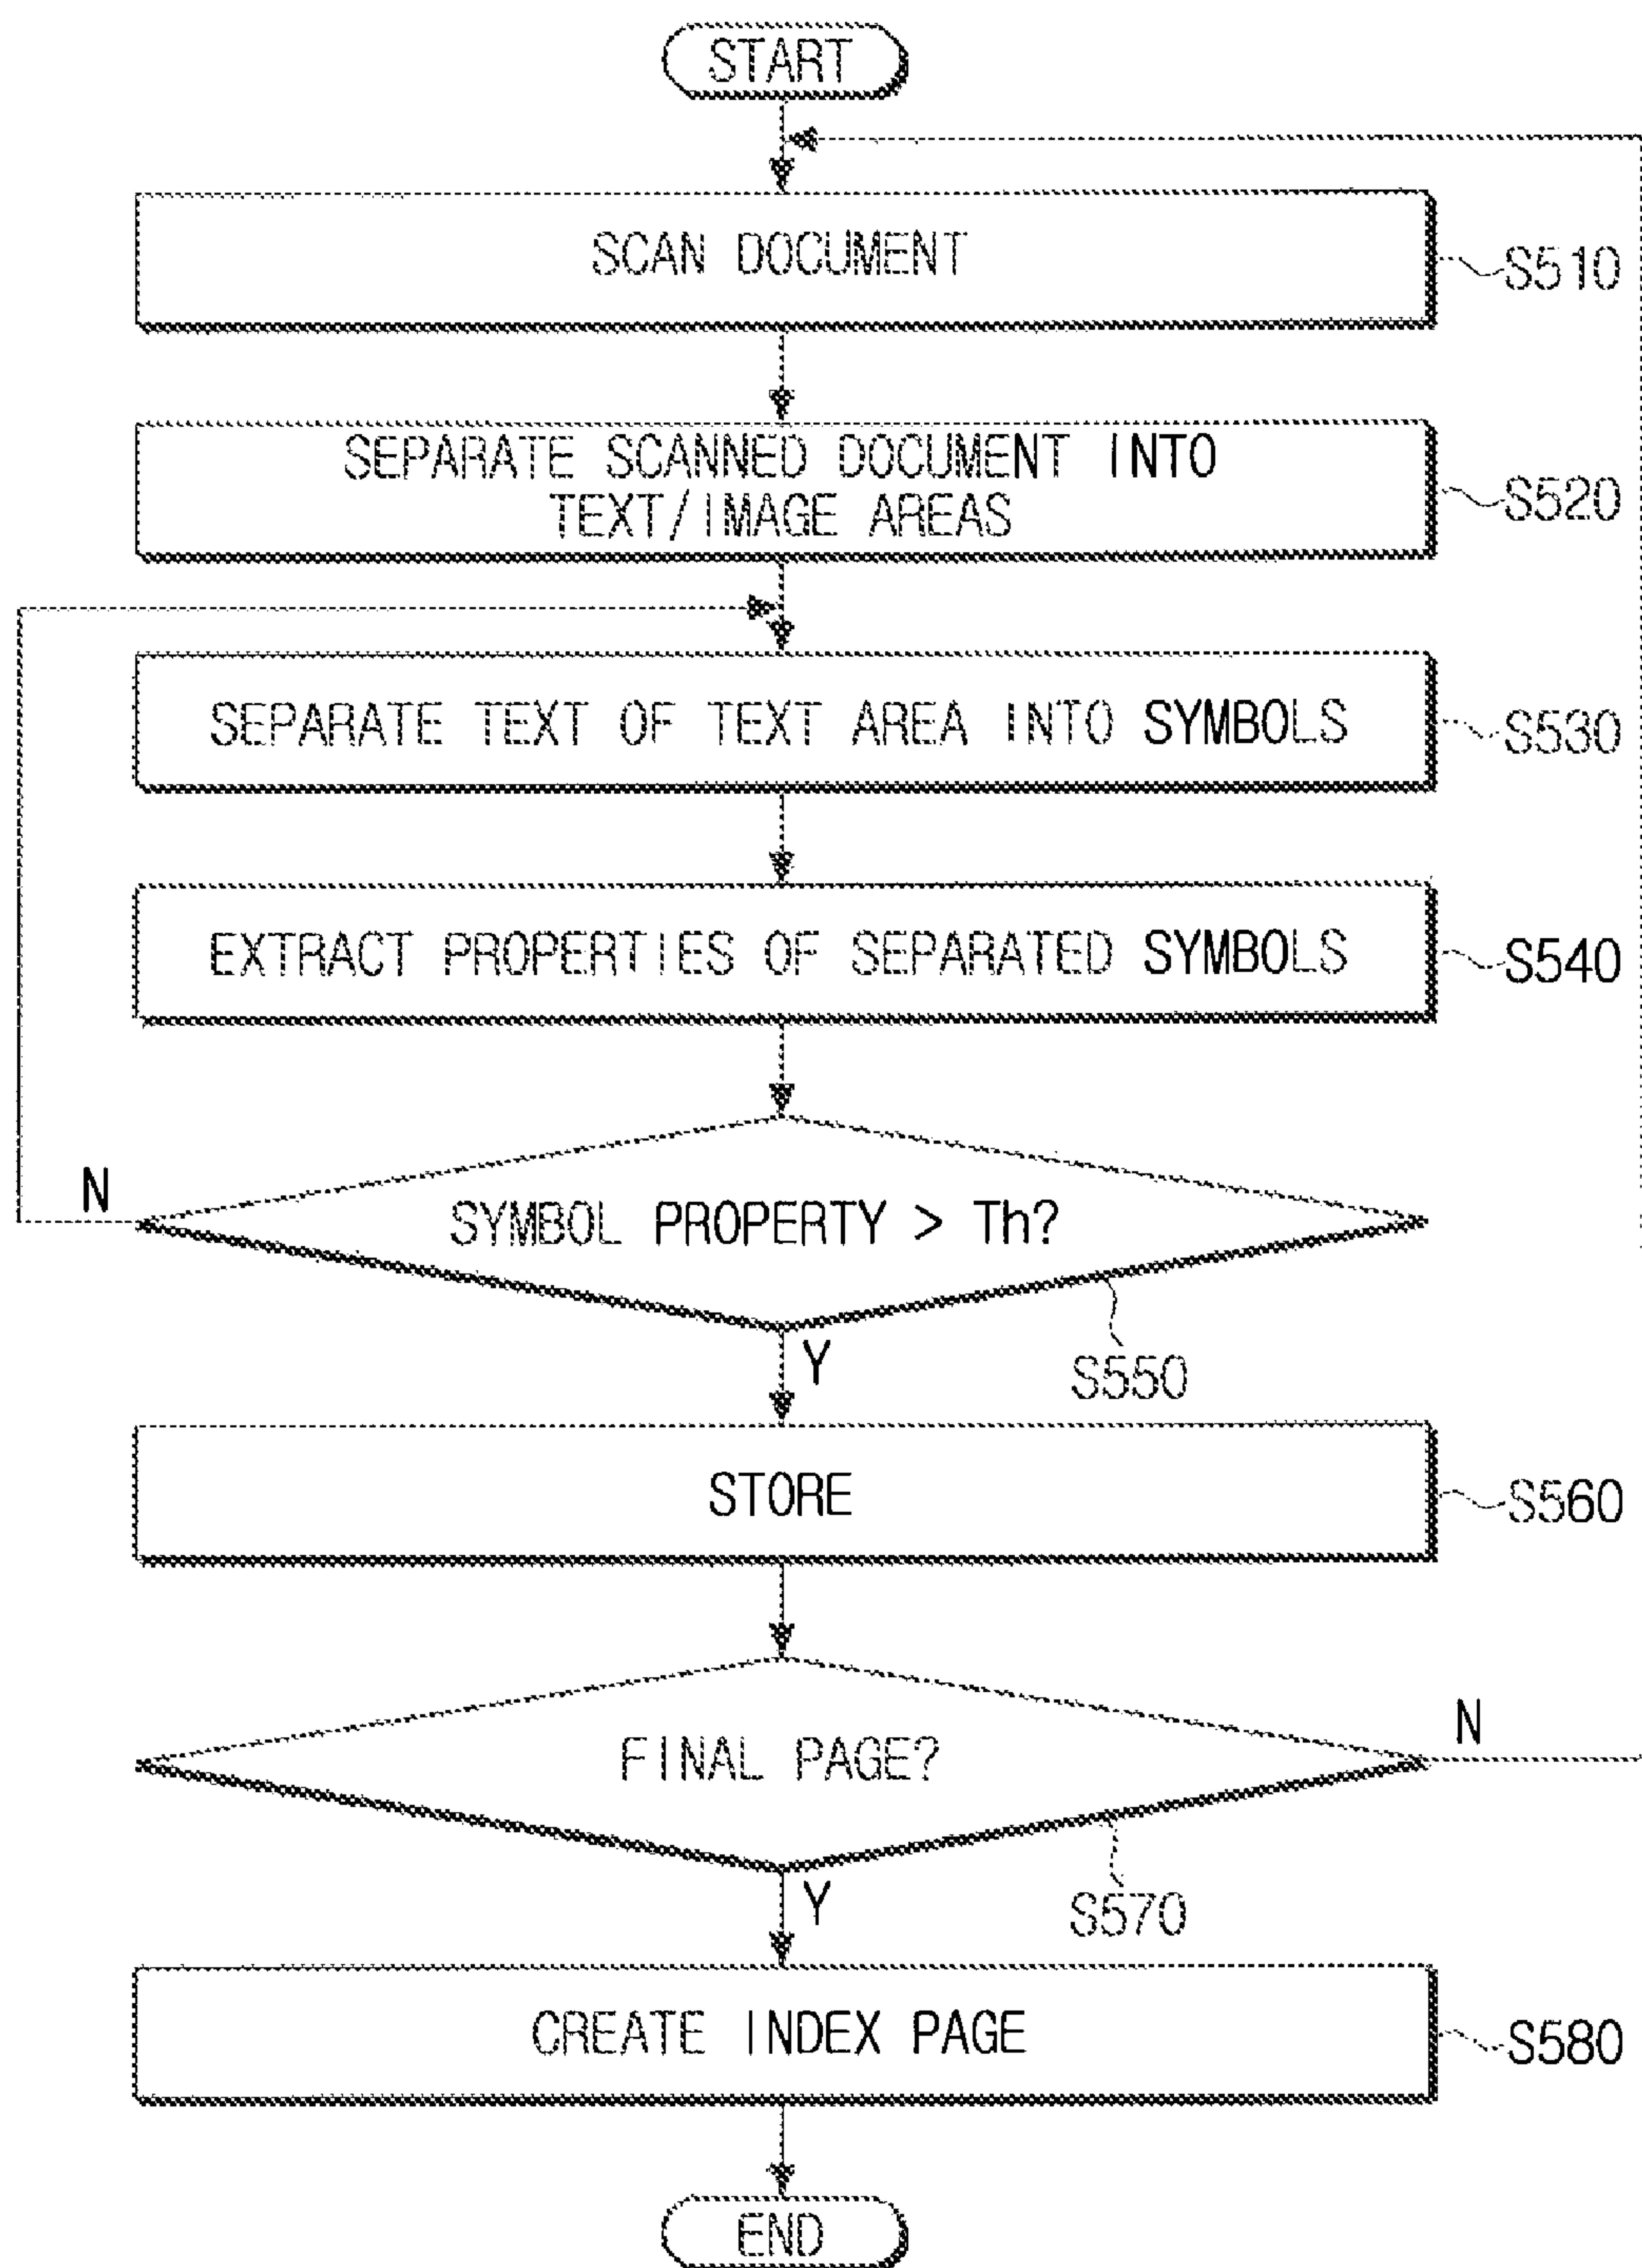 START
SCAN DOCUMENT
S510
SEPARATE SCANNED DOCUMENT INTO
TEXT/IMAGE AREAS
S520
SEPARATE TEXT OF TEXT AREA INTO SYMBOLS
S530
EXTRACT PROPERTIES OF SEPARATED SYMBOLS
S540
N
SYMBOL PROPERTY > Th?
Y
S550
STORE
S560
FINAL PAGE?
N
Y
S570
CREATE INDEX PAGE
S580
END